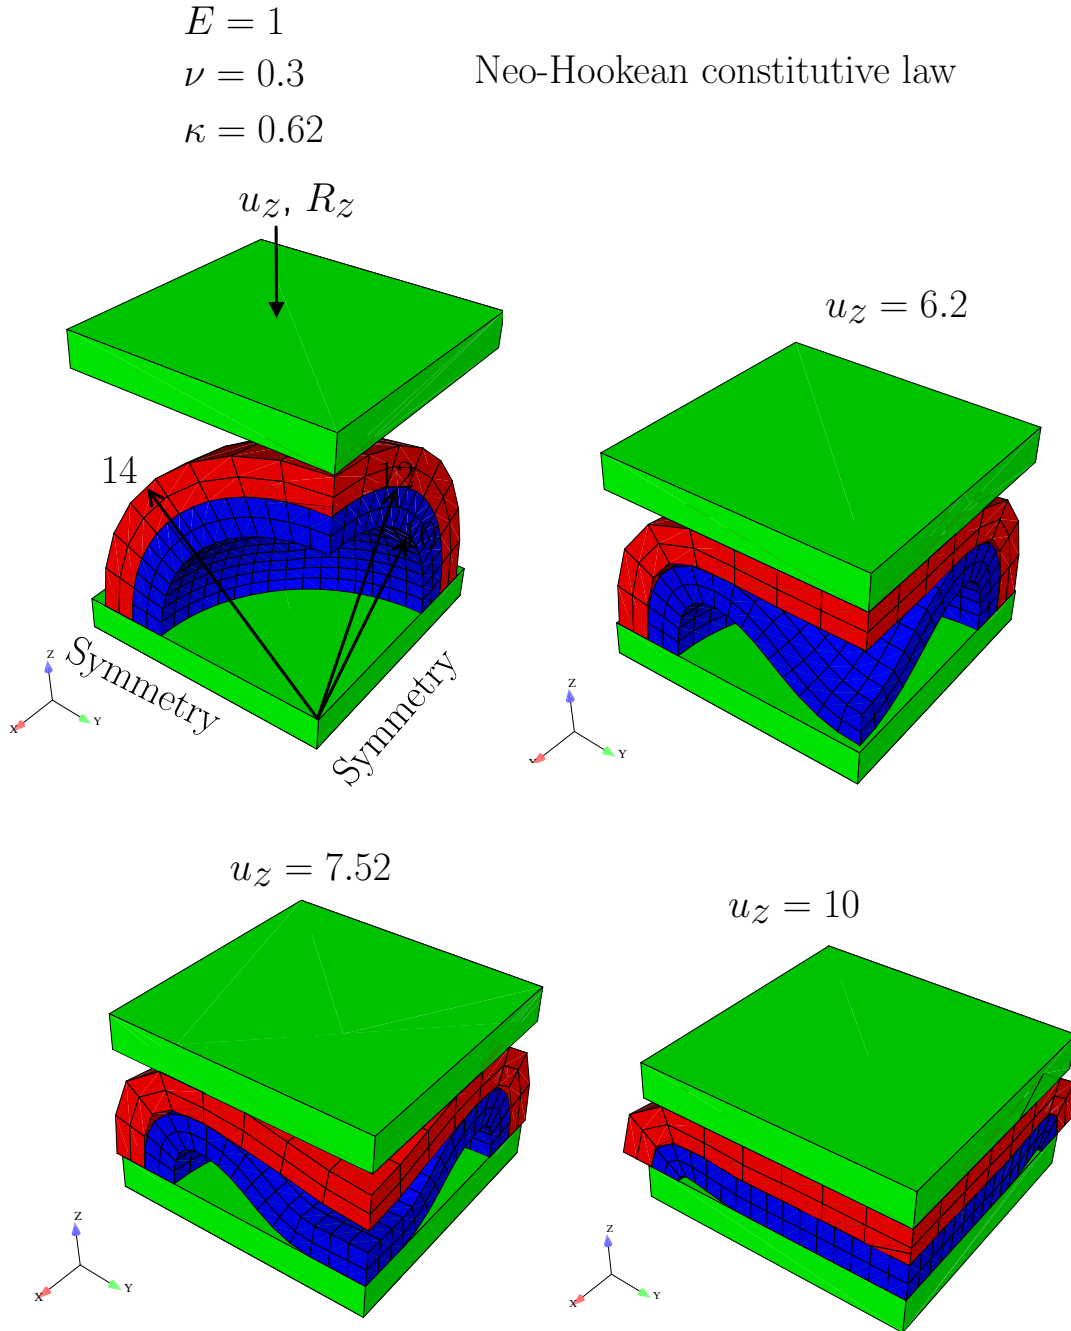 E = 1
ν = 0.3
κ = 0.62
Neo-Hookean constitutive law
u_z, R_z
u_z = 6.2
14
Symmetry
Symmetry
Z
X
Y
Z
Y
u_z = 7.52
u_z = 10
Z
X
Y
Z
X
Y